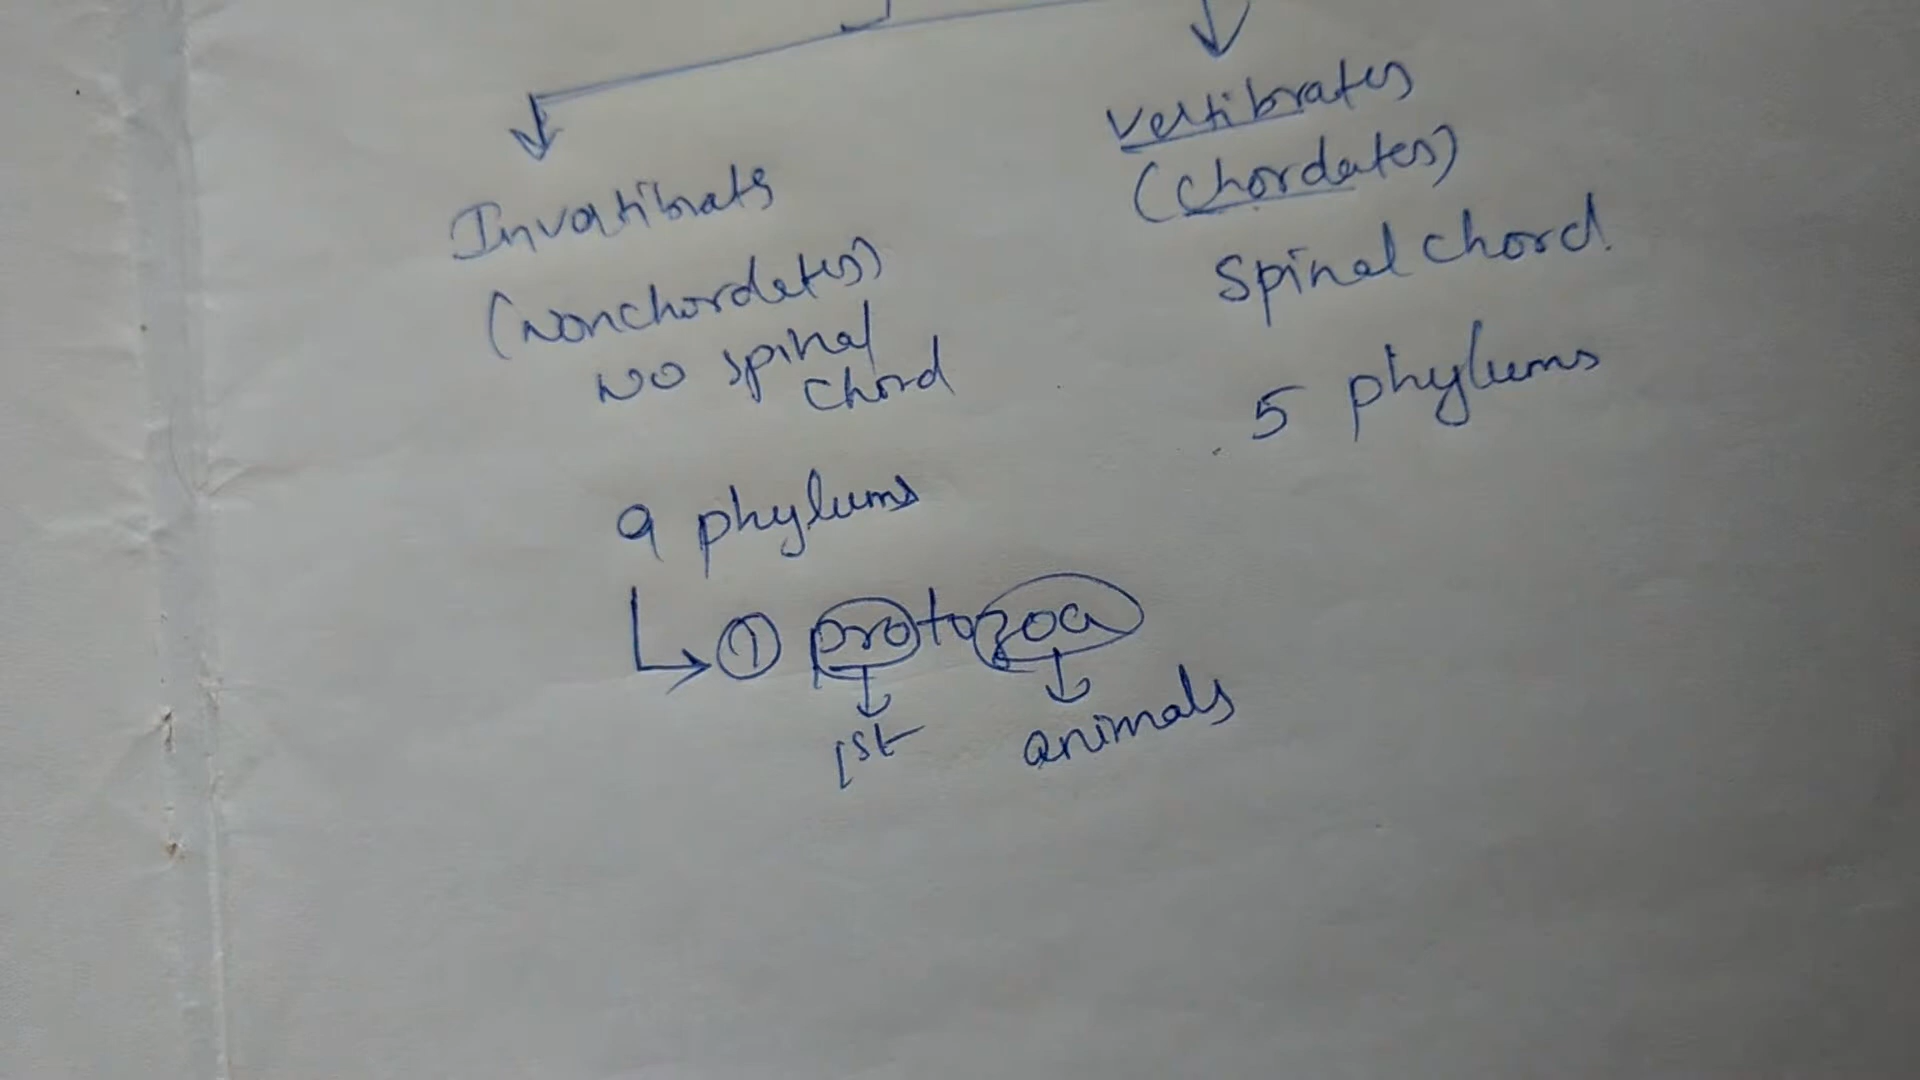 Invatibrats
(Nonchordates)
NO spinal
chord
9 phylums
① protozoa
1st animals
Vertibrates
(Chordates)
Spinal chord.
5 phylums